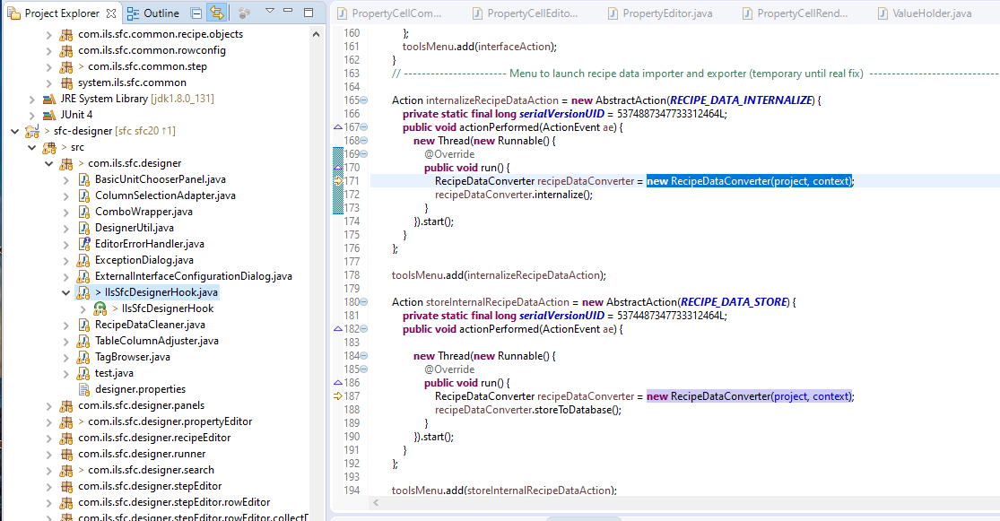 Project Explorer
Outline
com.ils.sfc.common.recipe.objects
com.ils.sfc.common.rowconfig
> com.ils.sfc.common.step
system.ils.sfc.common
JRE System Library [jdk1.8.0_131]
JUnit 4
> sfc-designer [sfc sfc20 ↑1]
> src
> com.ils.sfc.designer
BasicUnitChooserPanel.java
ColumnSelectionAdapter.java
ComboWrapper.java
DesignerUtil.java
EditorErrorHandler.java
ExceptionDialog.java
ExternalInterfaceConfigurationDialog.java
> IlsSfcDesignerHook.java
> IlsSfcDesignerHook
RecipeDataCleaner.java
TableColumnAdjuster.java
TagBrowser.java
test.java
designer.properties
com.ils.sfc.designer.panels
> com.ils.sfc.designer.propertyEditor
com.ils.sfc.designer.recipeEditor
com.ils.sfc.designer.runner
> com.ils.sfc.designer.search
com.ils.sfc.designer.stepEditor
com.ils.sfc.designer.stepEditor.rowEditor
com.ils.sfc.designer.stepEditor.rowEditor.collect
PropertyCellCom...
PropertyCellEdito...
PropertyEditor.java
PropertyCellRend...
ValueHolder.java
160 };
161 toolsMenu.add(interfaceAction);
162 }
163 // ----------------------- Menu to launch recipe data importer and exporter (temporary until real fix) -----------------------------
164
165 Action internalizeRecipeDataAction = new AbstractAction(RECIPE_DATA_INTERNALIZE) {
166 private static final long serialVersionUID = 5374887347733312464L;
167 public void actionPerformed(ActionEvent ae) {
168 new Thread(new Runnable() {
169 @Override
170 public void run() {
171 RecipeDataConverter recipeDataConverter = new RecipeDataConverter(project, context);
172 recipeDataConverter.internalize();
173 }
174 }).start();
175 }
176 };
177
178 toolsMenu.add(internalizeRecipeDataAction);
179
180 Action storeInternalRecipeDataAction = new AbstractAction(RECIPE_DATA_STORE) {
181 private static final long serialVersionUID = 5374487347733312464L;
182 public void actionPerformed(ActionEvent ae) {
183
184 new Thread(new Runnable() {
185 @Override
186 public void run() {
187 RecipeDataConverter recipeDataConverter = new RecipeDataConverter(project, context);
188 recipeDataConverter.storeToDatabase();
189 }
190 }).start();
191 }
192 };
193
194 toolsMenu.add(storeInternalRecipeDataAction);